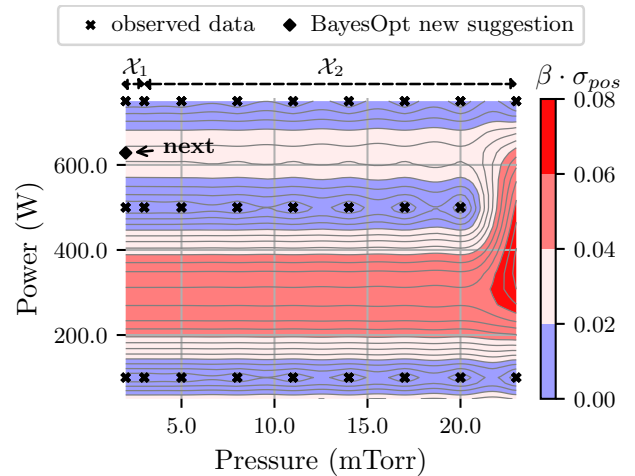 observed data BayesOpt new suggestion
𝒳₁ 𝒳₂ β · σ_pos
next
600.0
400.0
200.0
Power (W)
5.0 10.0 15.0 20.0
Pressure (mTorr)
0.08
0.06
0.04
0.02
0.00